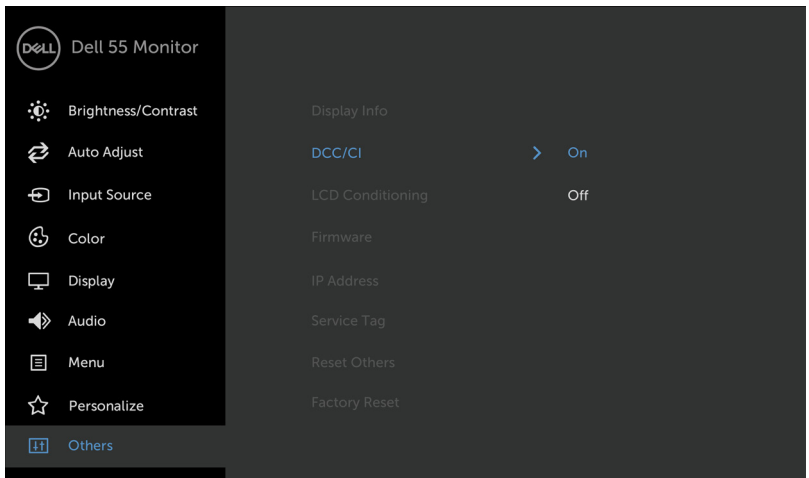 DELL
Dell 55 Monitor
Brightness/Contrast
Auto Adjust
Input Source
Color
Display
Audio
Menu
Personalize
Others
Display Info
DCC/CI
On
LCD Conditioning
Off
Firmware
IP Address
Service Tag
Reset Others
Factory Reset